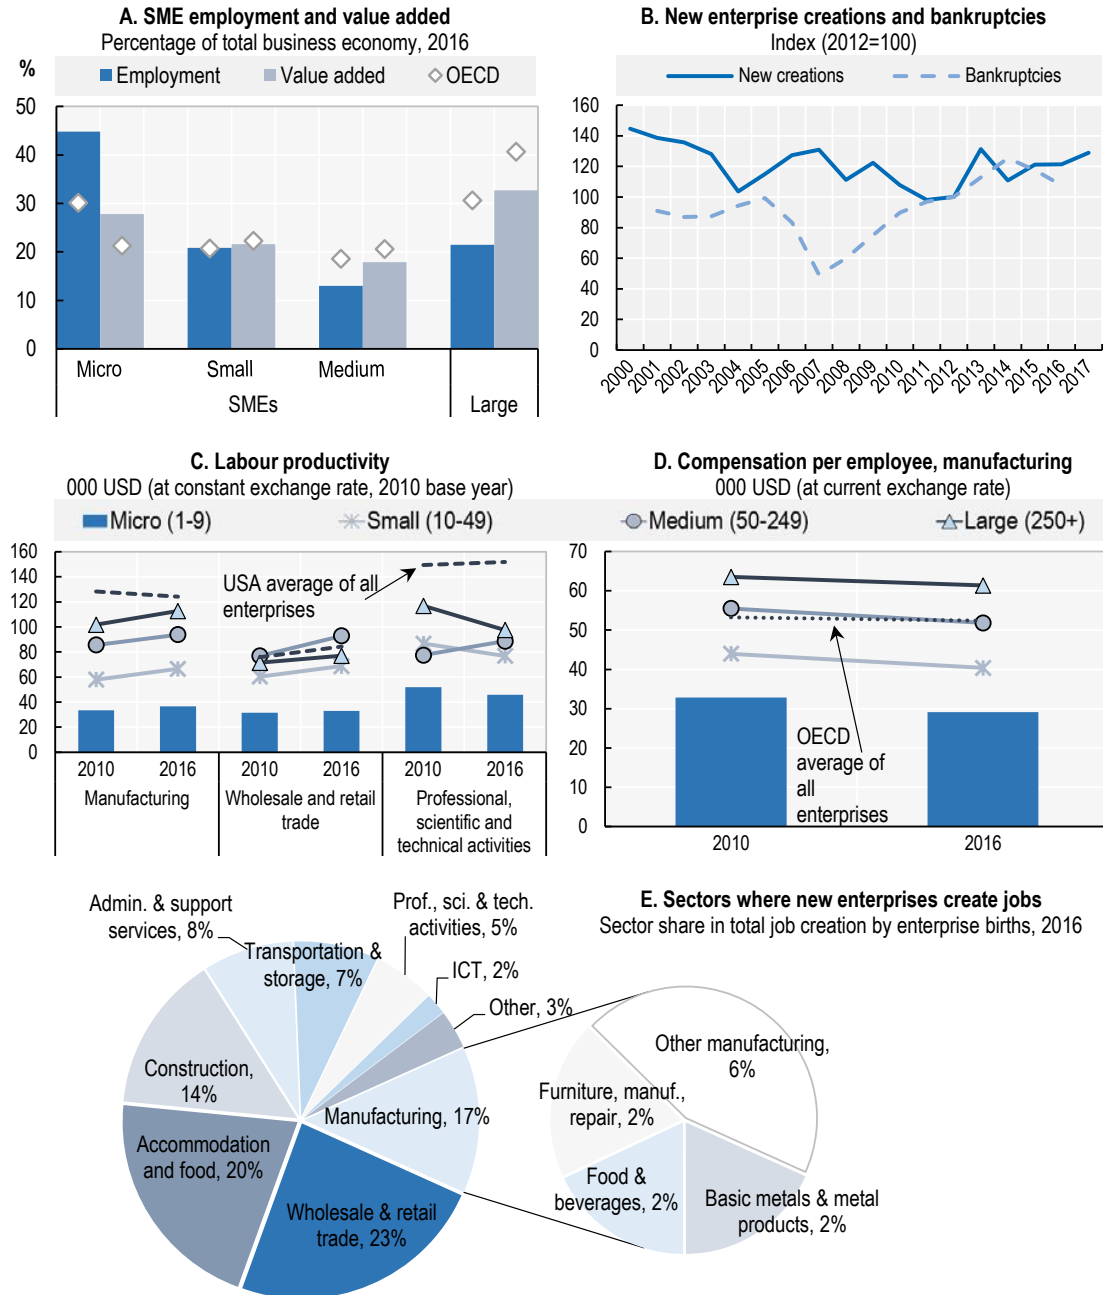 A. SME employment and value added
Percentage of total business economy, 2016
%
Employment
Value added
OECD
50
40
30
20
10
0
Micro
Small
Medium
SMEs
Large
B. New enterprise creations and bankruptcies
Index (2012=100)
New creations
Bankruptcies
160
140
120
100
80
60
40
20
0
2000
2001
2002
2003
2004
2005
2006
2007
2008
2009
2010
2011
2012
2013
2014
2015
2016
2017
C. Labour productivity
000 USD (at constant exchange rate, 2010 base year)
D. Compensation per employee, manufacturing
000 USD (at current exchange rate)
Micro (1-9)
Small (10-49)
Medium (50-249)
Large (250+)
160
140
120
100
80
60
40
20
0
USA average of all
enterprises
2010
2016
2010
2016
2010
2016
Manufacturing
Wholesale and retail
trade
Professional,
scientific and
technical activities
70
60
50
40
30
20
10
0
OECD
average of
all
enterprises
2010
2016
E. Sectors where new enterprises create jobs
Sector share in total job creation by enterprise births, 2016
Admin. & support
services, 8%
Transportation &
storage, 7%
Prof., sci. & tech.
activities, 5%
ICT, 2%
Other, 3%
Construction,
14%
Manufacturing, 17%
Accommodation
and food, 20%
Wholesale & retail
trade, 23%
Other manufacturing,
6%
Furniture, manuf.,
repair, 2%
Food &
beverages, 2%
Basic metals & metal
products, 2%